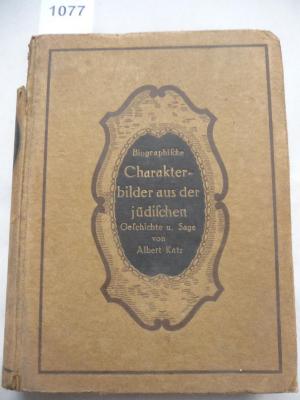 1077
Biographiſche
Charakter-
bilder aus der
jüdiſchen
Geſchichte u. Sage
von
Albert Katz